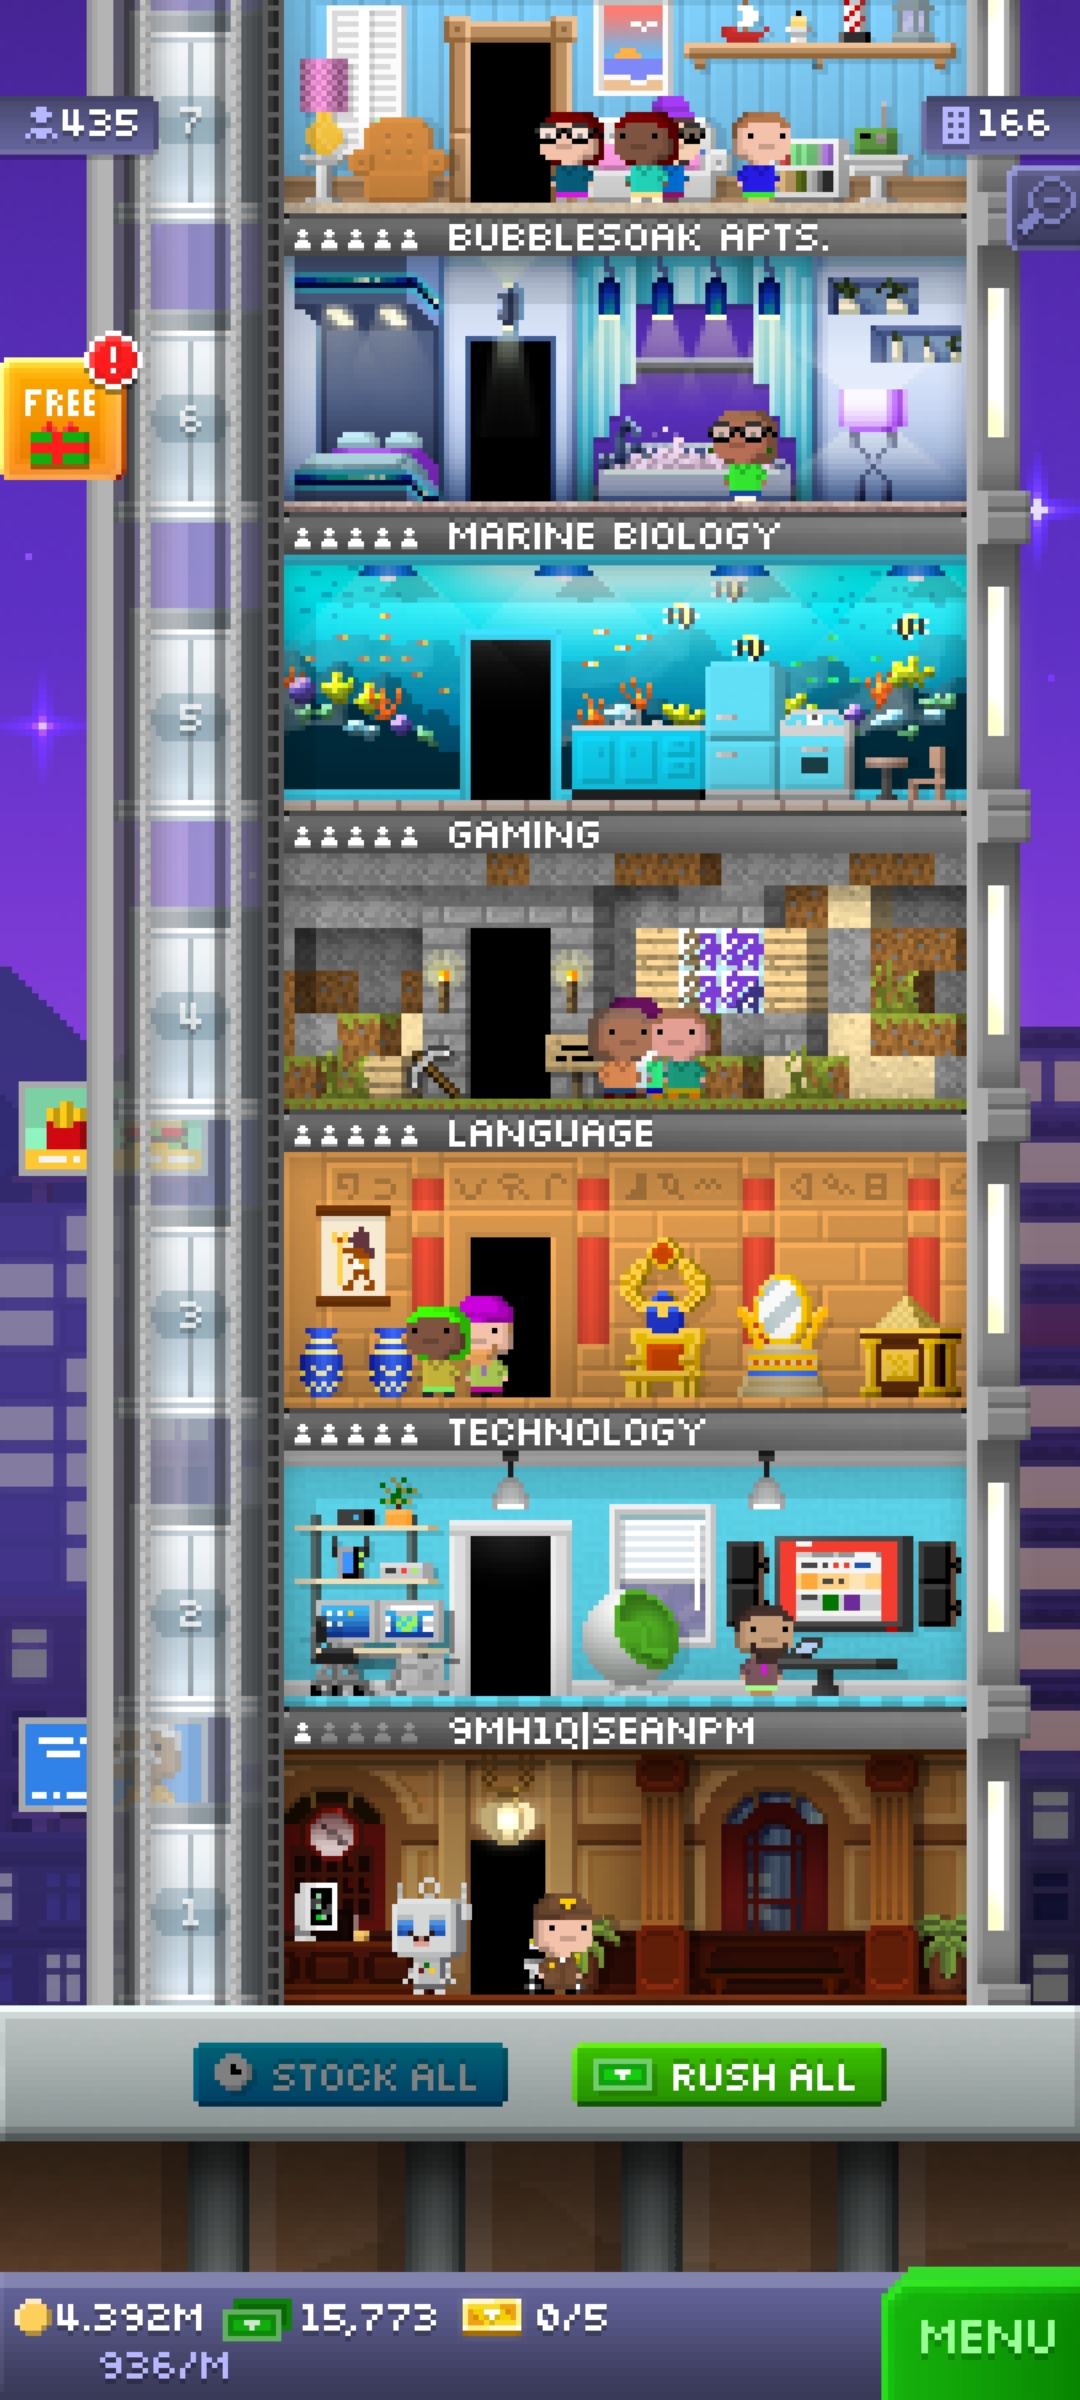 7
435
166
BUBBLESOAK APTS.
FREE
!
6
MARINE BIOLOGY
5
GAMING
4
LANGUAGE
3
TECHNOLOGY
2
9MH1Q|SEANPM
1
STOCK ALL
RUSH ALL
4.392M
15,773
0/5
936/M
MENU